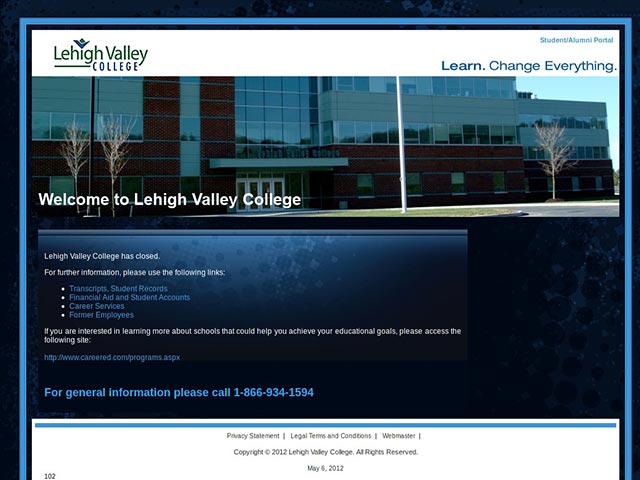 Lehigh Valley
COLLEGE
Student/Alumni Portal
Learn. Change Everything.
Welcome to Lehigh Valley College
Lehigh Valley College has closed.
For further information, please use the following links:
Transcripts, Student Records
Financial Aid and Student Accounts
Career Services
Former Employees
If you are interested in learning more about schools that could help you achieve your educational goals, please access the
following site:
http://www.careered.com/programs.aspx
For general information please call 1-866-934-1594
Privacy Statement | Legal Terms and Conditions | Webmaster |
Copyright © 2012 Lehigh Valley College. All Rights Reserved.
May 6, 2012
102